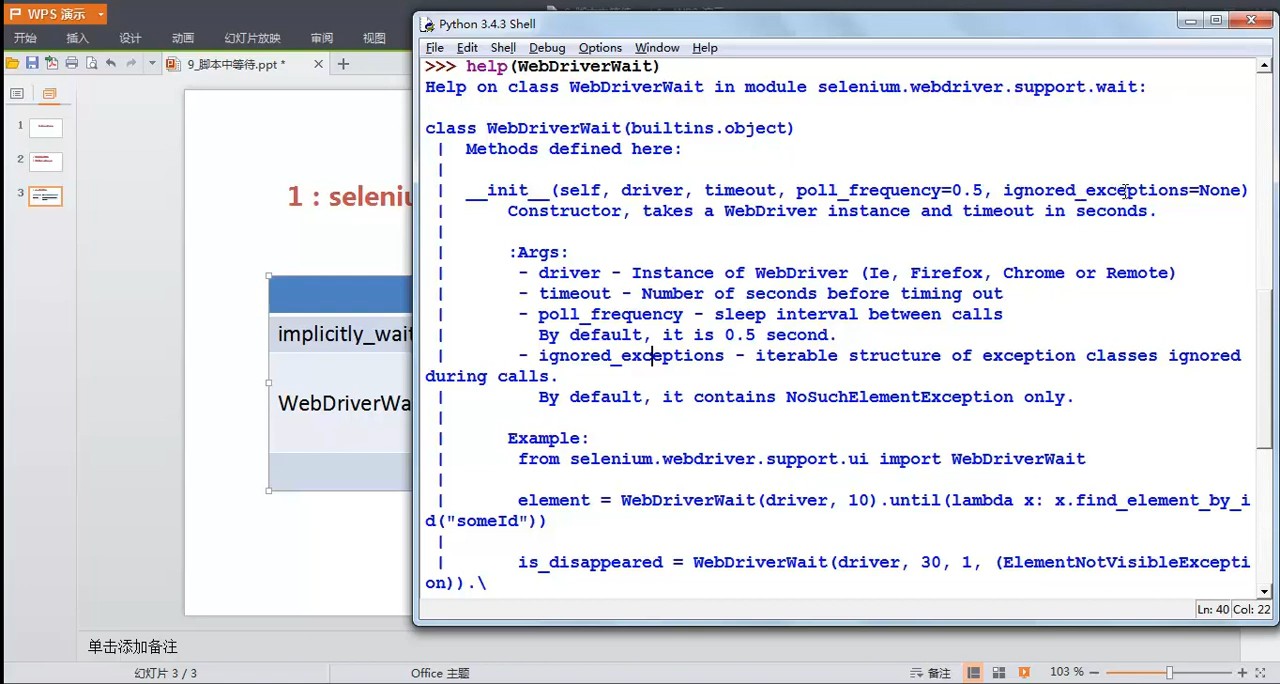 WPS 演示
Python 3.4.3 Shell
开始 插入 设计 动画 幻灯片放映 审阅 视图
File Edit Shell Debug Options Window Help
9_脚本中等待.ppt *
>>> help(WebDriverWait)
Help on class WebDriverWait in module selenium.webdriver.support.wait:
class WebDriverWait(builtins.object)
| Methods defined here:
|
| __init__(self, driver, timeout, poll_frequency=0.5, ignored_exceptions=None)
| Constructor, takes a WebDriver instance and timeout in seconds.
|
| :Args:
| - driver - Instance of WebDriver (Ie, Firefox, Chrome or Remote)
| - timeout - Number of seconds before timing out
| - poll_frequency - sleep interval between calls
| By default, it is 0.5 second.
| - ignored_exceptions - iterable structure of exception classes ignored
during calls.
| By default, it contains NoSuchElementException only.
|
| Example:
| from selenium.webdriver.support.ui import WebDriverWait
|
| element = WebDriverWait(driver, 10).until(lambda x: x.find_element_by_i
d("someId"))
|
| is_disappeared = WebDriverWait(driver, 30, 1, (ElementNotVisibleExcepti
on)).\
Ln: 40 Col: 22
1
2
3
1：seleniu
implicitly_wait
WebDriverWa
单击添加备注
幻灯片 3 / 3 Office 主题 备注 103 %